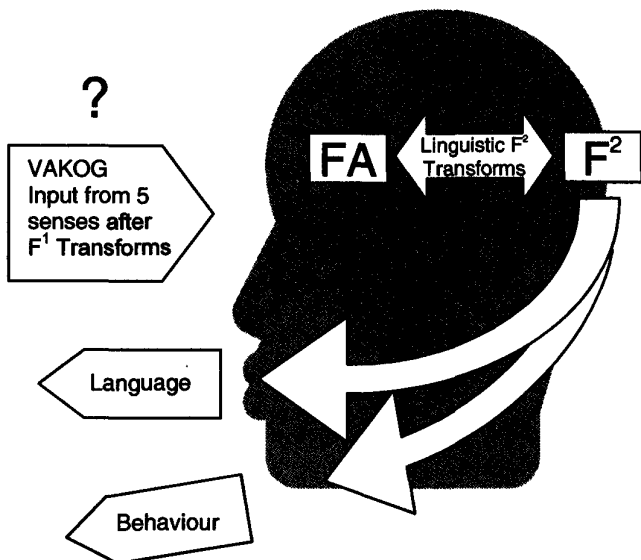 ?
VAKOG
Input from 5
senses after
F¹ Transforms
FA
Linguistic F²
Transforms
F²
Language
Behaviour